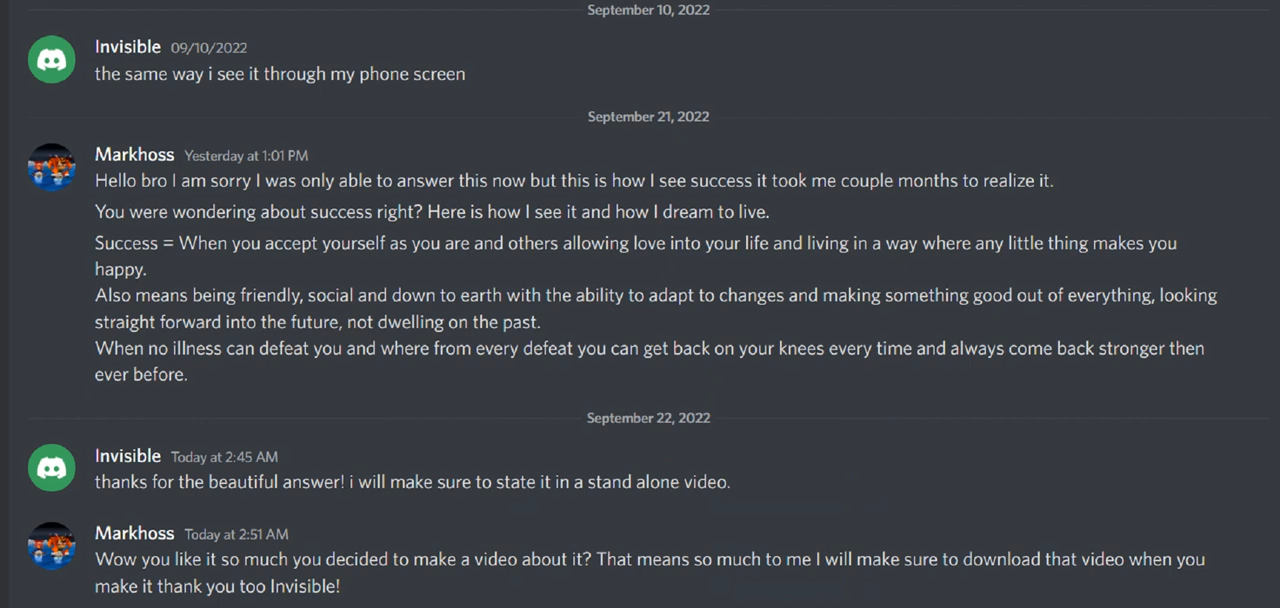 September 10, 2022
Invisible 09/10/2022
the same way i see it through my phone screen
September 21, 2022
Markhoss Yesterday at 1:01 PM
Hello bro I am sorry I was only able to answer this now but this is how I see success it took me couple months to realize it.
You were wondering about success right? Here is how I see it and how I dream to live.
Success = When you accept yourself as you are and others allowing love into your life and living in a way where any little thing makes you
happy.
Also means being friendly, social and down to earth with the ability to adapt to changes and making something good out of everything, looking
straight forward into the future, not dwelling on the past.
When no illness can defeat you and where from every defeat you can get back on your knees every time and always come back stronger then
ever before.
September 22, 2022
Invisible Today at 2:45 AM
thanks for the beautiful answer! i will make sure to state it in a stand alone video.
Markhoss Today at 2:51 AM
Wow you like it so much you decided to make a video about it? That means so much to me I will make sure to download that video when you
make it thank you too Invisible!